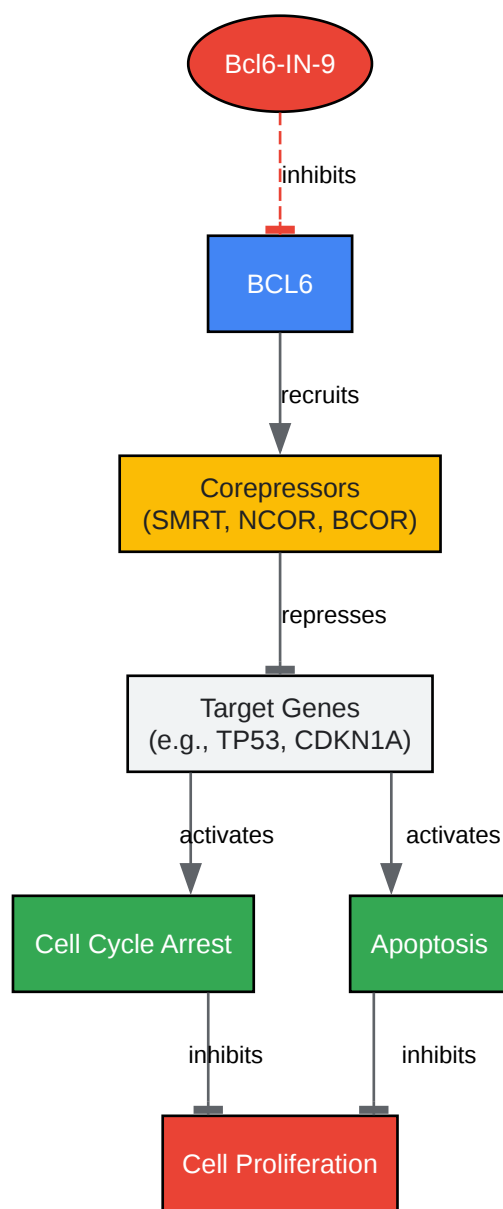 Bcl6-IN-9
inhibits
BCL6
recruits
Corepressors
(SMRT, NCOR, BCOR)
represses
Target Genes
(e.g., TP53, CDKN1A)
activates
activates
Cell Cycle Arrest
Apoptosis
inhibits
inhibits
Cell Proliferation